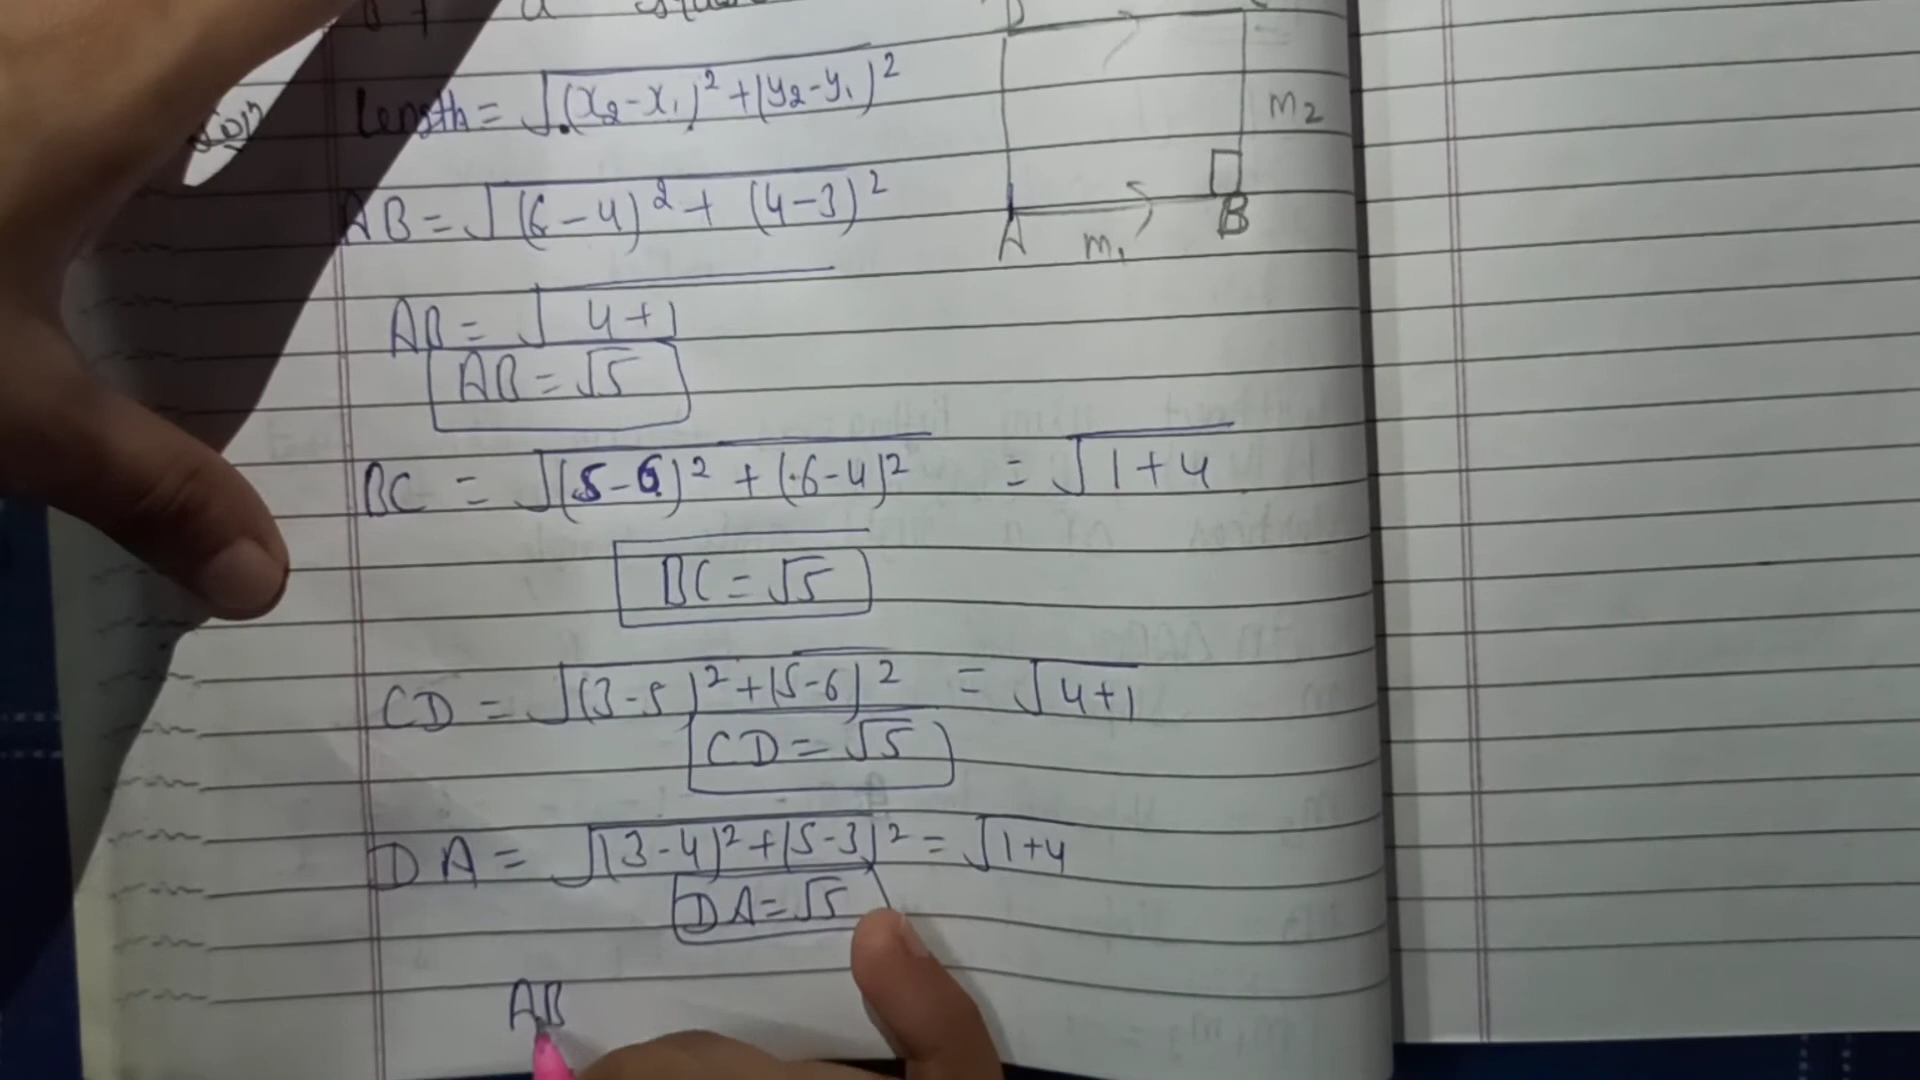 a
D
Length = √(x₂-x₁)² + (y₂-y₁)²
m₂
AB = √(6-4)² + (4-3)²
A
m₁
B
AB = √4+1
AB = √5
BC = √(5-6)² + (6-4)² = √1+4
BC = √5
CD = √(3-5)² + (5-6)² = √4+1
CD = √5
DA = √(3-4)² + (5-3)² = √1+4
DA = √5
AB